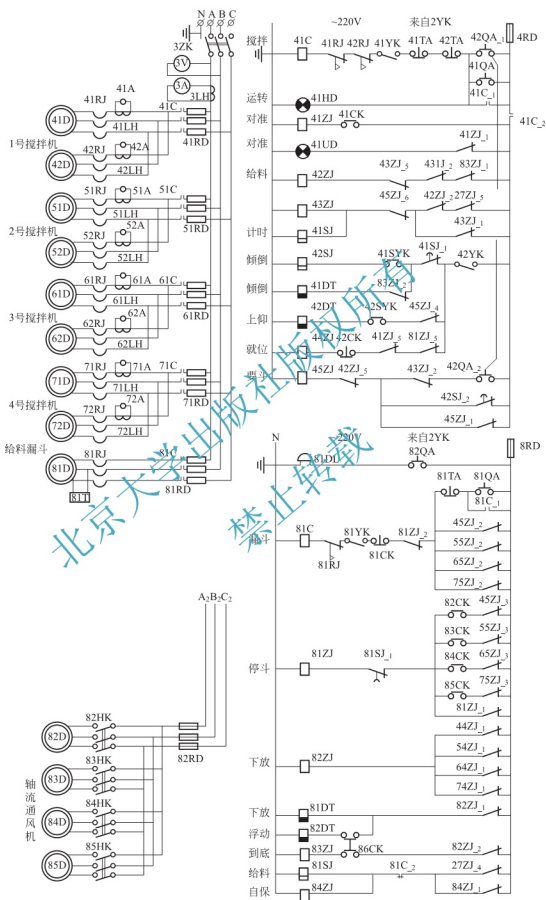 N A B C
3ZK
3V
3A
3LH
41A
41RJ
41C
41D
41LH
1号搅拌机
41RD
42A
42RJ
42D
42LH
51RJ
51A
51C
51D
51LH
2号搅拌机
52A
51RD
52RJ
52D
52LH
61RJ
61A
61C
61D
61LH
3号搅拌机
62A
61RD
62RJ
62D
62LH
71RJ
71A
71C
71D
71LH
4号搅拌机
72A
71RD
72RJ
72D
72LH
给料漏斗
81RJ
81C
81D
81RD
81T
A₂B₂C₂
82HK
82D
82RD
83HK
83D
84HK
84D
85HK
85D
轴流通风机
~220V
来自2YK
搅拌
41C
41RJ
42RJ
41YK
41TA
42TA
42QA_1
4RD
41QA
41C_1
运转
41HD
41C_2
对准
41ZJ
41CK
41ZJ_1
对准
41UD
给料
42ZJ
43ZJ_5
431J_2
83ZJ_1
43ZJ
45ZJ_6
42ZJ_2
27ZJ_5
43ZJ_1
计时
41SJ
倾倒
42SJ
41SYK
41SJ_1
42YK
倾倒
41DT
83ZJ_2
上仰
42DT
42SYK
45ZJ_4
就位
44ZJ
42CK
41ZJ_5
81ZJ_5
45ZJ
42ZJ_5
43ZJ_2
42QA_2
42SJ_2
45ZJ_1
N
~220V
来自2YK
8RD
81DL
82QA
81TA
81QA
81C_1
81C
81YK
81ZJ_2
81CK
81RJ
45ZJ_2
55ZJ_2
65ZJ_2
75ZJ_2
停斗
81ZJ
81SJ_1
82CK
45ZJ_3
83CK
55ZJ_3
84CK
65ZJ_3
85CK
75ZJ_3
81ZJ_1
下放
82ZJ
44ZJ_1
54ZJ_1
64ZJ_1
74ZJ_1
下放
81DT
82ZJ_1
浮动
82DT
到底
83ZJ
86CK
82ZJ_2
给料
81SJ
81C_2
27ZJ_4
自保
84ZJ
84ZJ_1
北京大学出版社版权所有
禁止转载